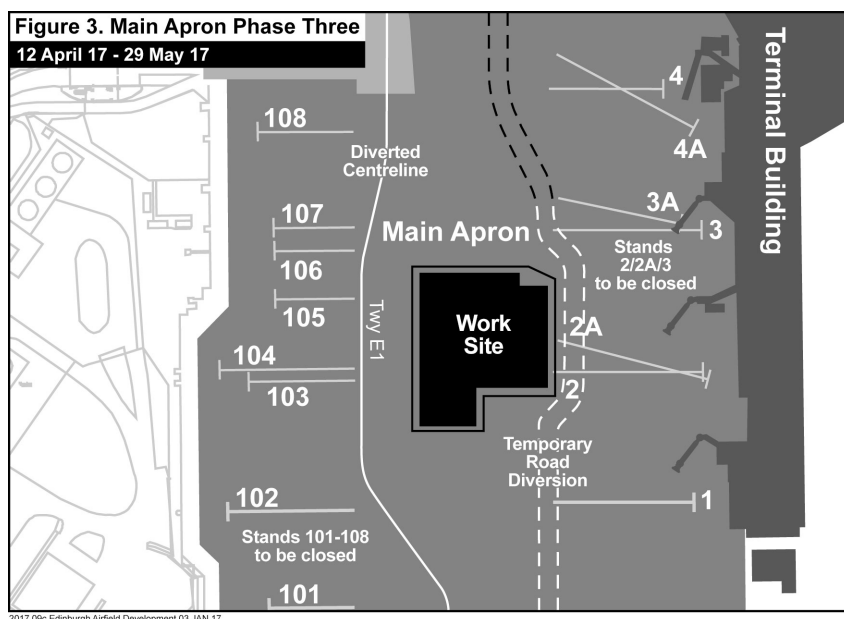 Figure 3. Main Apron Phase Three
12 April 17 - 29 May 17
Terminal Building
4
4A
108
Diverted
Centreline
3A
107
Main Apron
3
Stands
2/2A/3
to be closed
106
105
Twy E1
Work
Site
2A
104
103
2
Temporary
Road
Diversion
102
1
Stands 101-108
to be closed
101
2017 09c Edinburgh Airfield Development 03 JAN 17